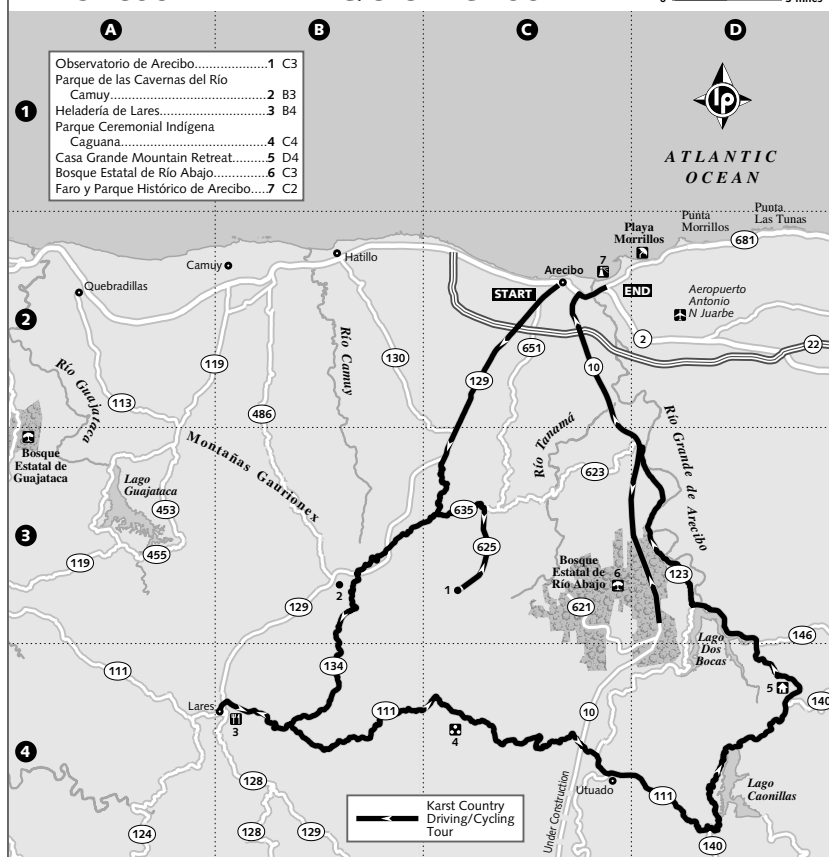 A
B
C
D
1
Observatorio de Arecibo.....................1 C3
Parque de las Cavernas del Río
Camuy....................................2 B3
Heladería de Lares............................3 B4
Parque Ceremonial Indígena
Caguana.................................4 C4
Casa Grande Mountain Retreat........5 D4
Bosque Estatal de Río Abajo.............6 C3
Faro y Parque Histórico de Arecibo....7 C2
lp
ATLANTIC
OCEAN
Punta
Las Tunas
Punta
Morrillos
Playa
Morrillos
681
Camuy
Hatillo
Arecibo
7
Quebradillas
START
END
Aeropuerto
Antonio
N Juarbe
2
Río Camuy
2
22
651
119
130
10
129
Río Guajataca
113
486
Río Tanamá
Río Grande de Arecibo
Montañas Gaurionex
Bosque
Estatal de
Guajataca
Lago
Guajataca
623
453
635
3
455
625
119
Bosque
Estatal de
Río Abajo
6
123
2
1
129
621
146
Lago
Dos
Bocas
134
111
5
140
Lares
111
10
3
4
4
128
Utuado
111
Lago
Caonillas
Under Construction
Karst Country
Driving/Cycling
Tour
124
128
129
140